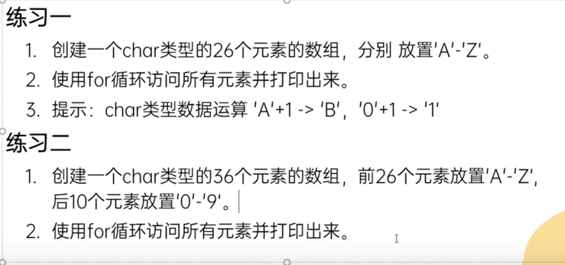 练习一
1. 创建一个char类型的26个元素的数组，分别 放置'A'-'Z‘。
2. 使用for循环访问所有元素并打印出来。
3. 提示：char类型数据运算 'A'+1 -> 'B'，'0'+1 -> '1‘
练习二
1. 创建一个char类型的36个元素的数组，前26个元素放置'A'-'Z'，
后10个元素放置'0'-'9‘。
2. 使用for循环访问所有元素并打印出来。